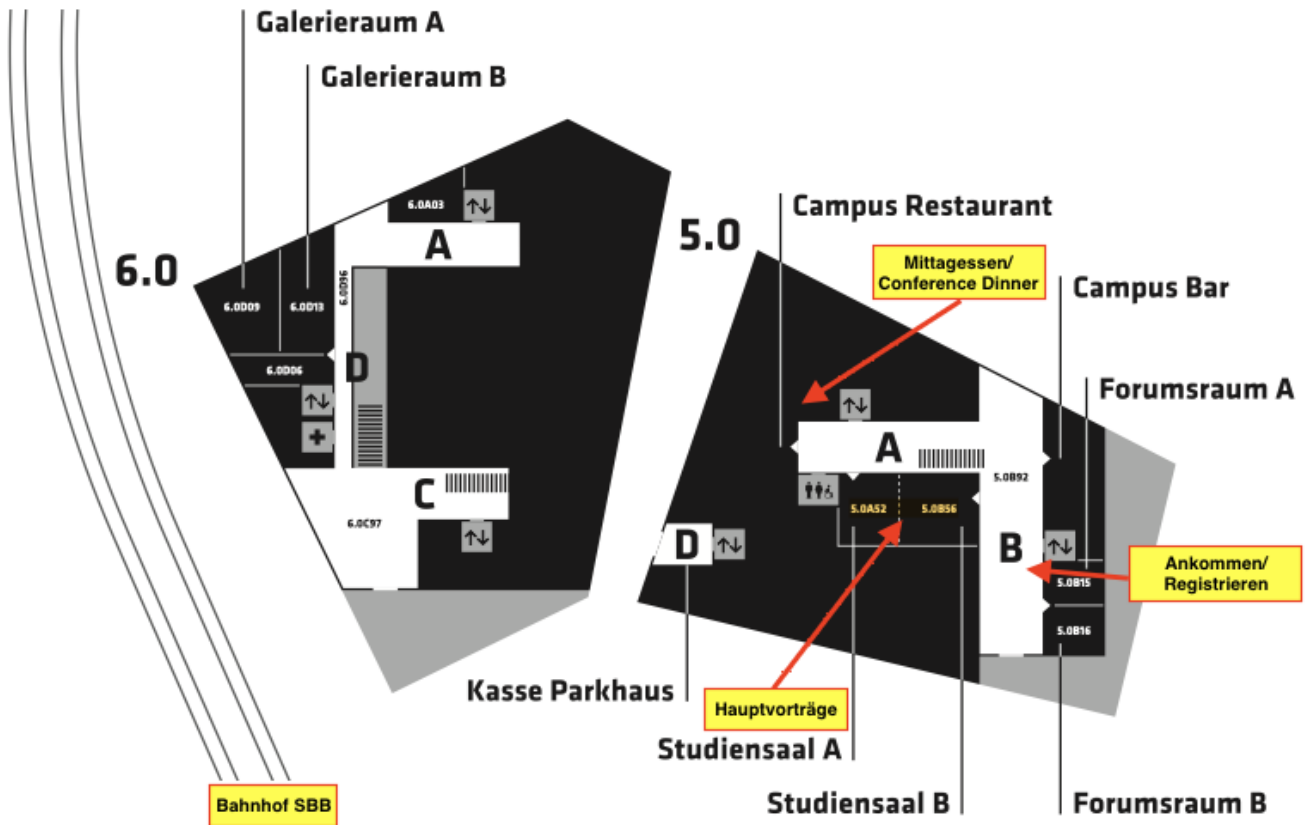 Galerieraum A
Galerieraum B
6.0A03
A
Campus Restaurant
5.0
6.0
Mittagessen/
Conference Dinner
6.0D96
Campus Bar
6.0D09
6.0D13
D
6.0D06
Forumsraum A
A
5.0B92
C
6.0C97
5.0A52
5.0B56
D
B
Ankommen/
Registrieren
5.0B15
5.0B16
Kasse Parkhaus
Hauptvorträge
Studiensaal A
Bahnhof SBB
Studiensaal B
Forumsraum B